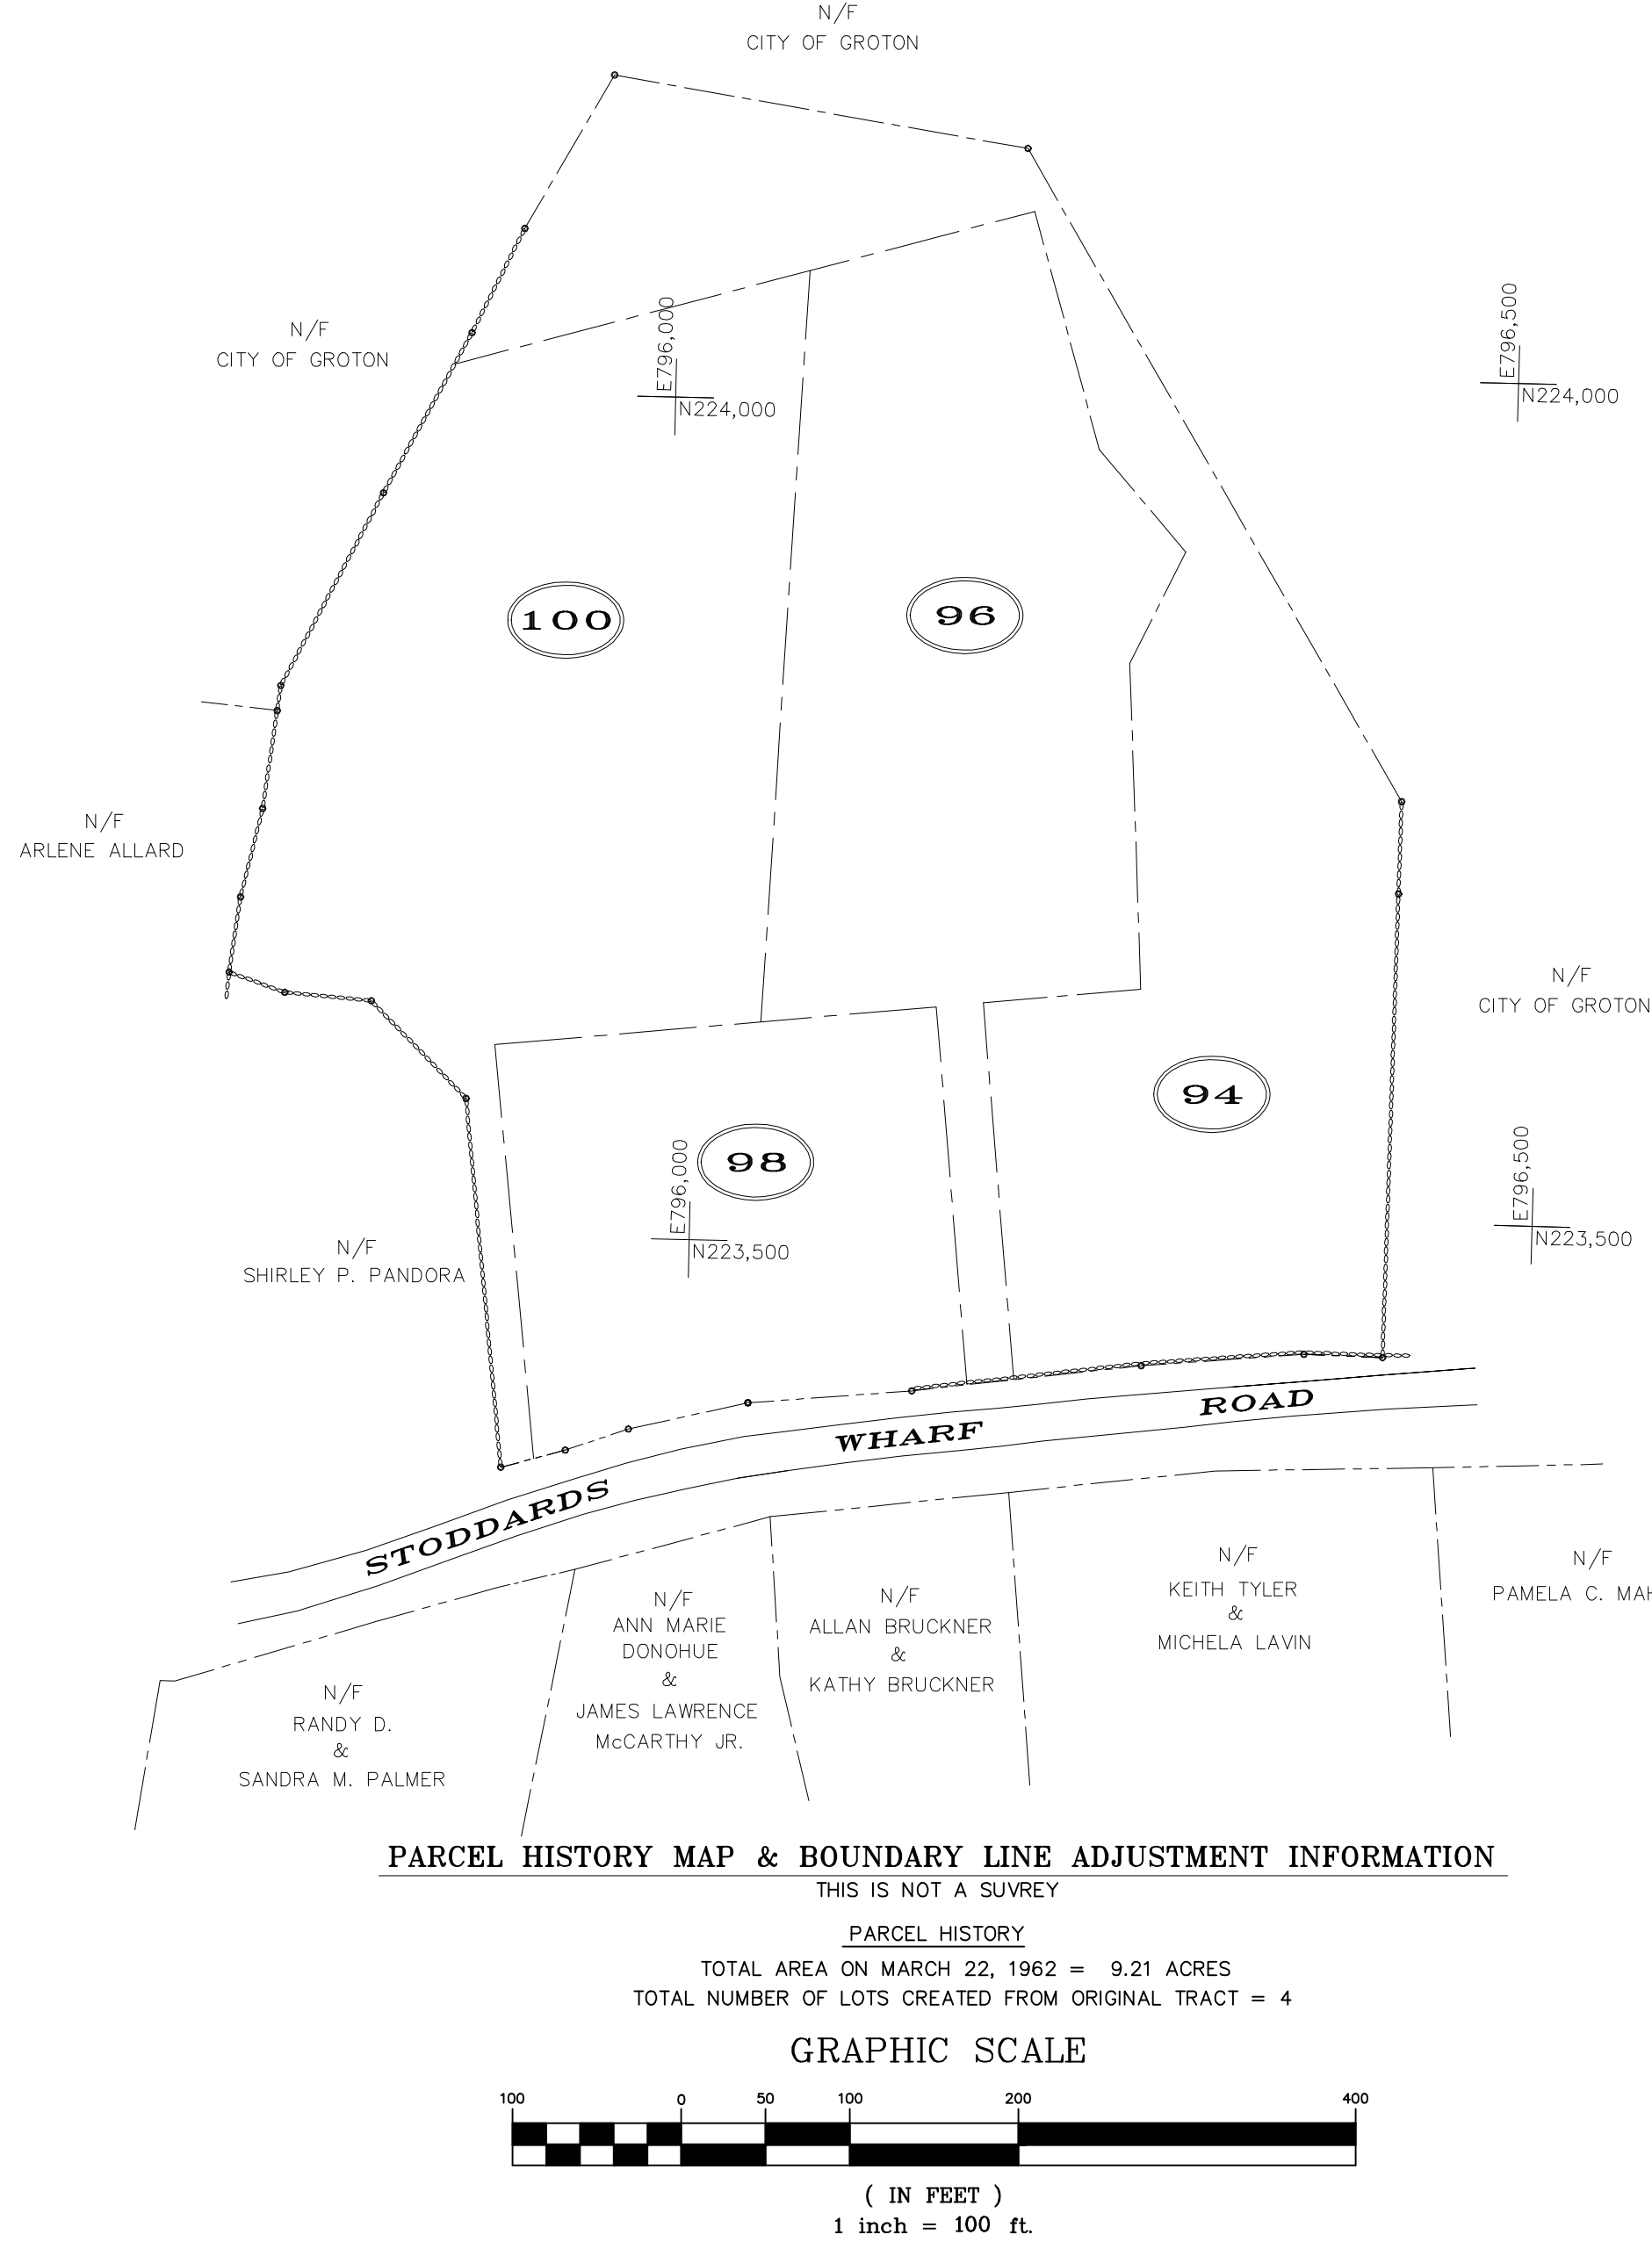 N/F
CITY OF GROTON
N/F
CITY OF GROTON
E796,000
N224,000
E796,500
N224,000
100
96
N/F
ARLENE ALLARD
N/F
CITY OF GROTON
94
98
E796,000
N223,500
E796,500
N223,500
N/F
SHIRLEY P. PANDORA
STODDARDS WHARF ROAD
N/F
RANDY D.
&
SANDRA M. PALMER
N/F
ANN MARIE
DONOHUE
&
JAMES LAWRENCE
McCARTHY JR.
N/F
ALLAN BRUCKNER
&
KATHY BRUCKNER
N/F
KEITH TYLER
&
MICHELA LAVIN
N/F
PAMELA C.
PARCEL HISTORY MAP & BOUNDARY LINE ADJUSTMENT INFORMATION
THIS IS NOT A SUVREY
PARCEL HISTORY
TOTAL AREA ON MARCH 22, 1962 = 9.21 ACRES
TOTAL NUMBER OF LOTS CREATED FROM ORIGINAL TRACT = 4
GRAPHIC SCALE
100 0 50 100 200 400
( IN FEET )
1 inch = 100 ft.